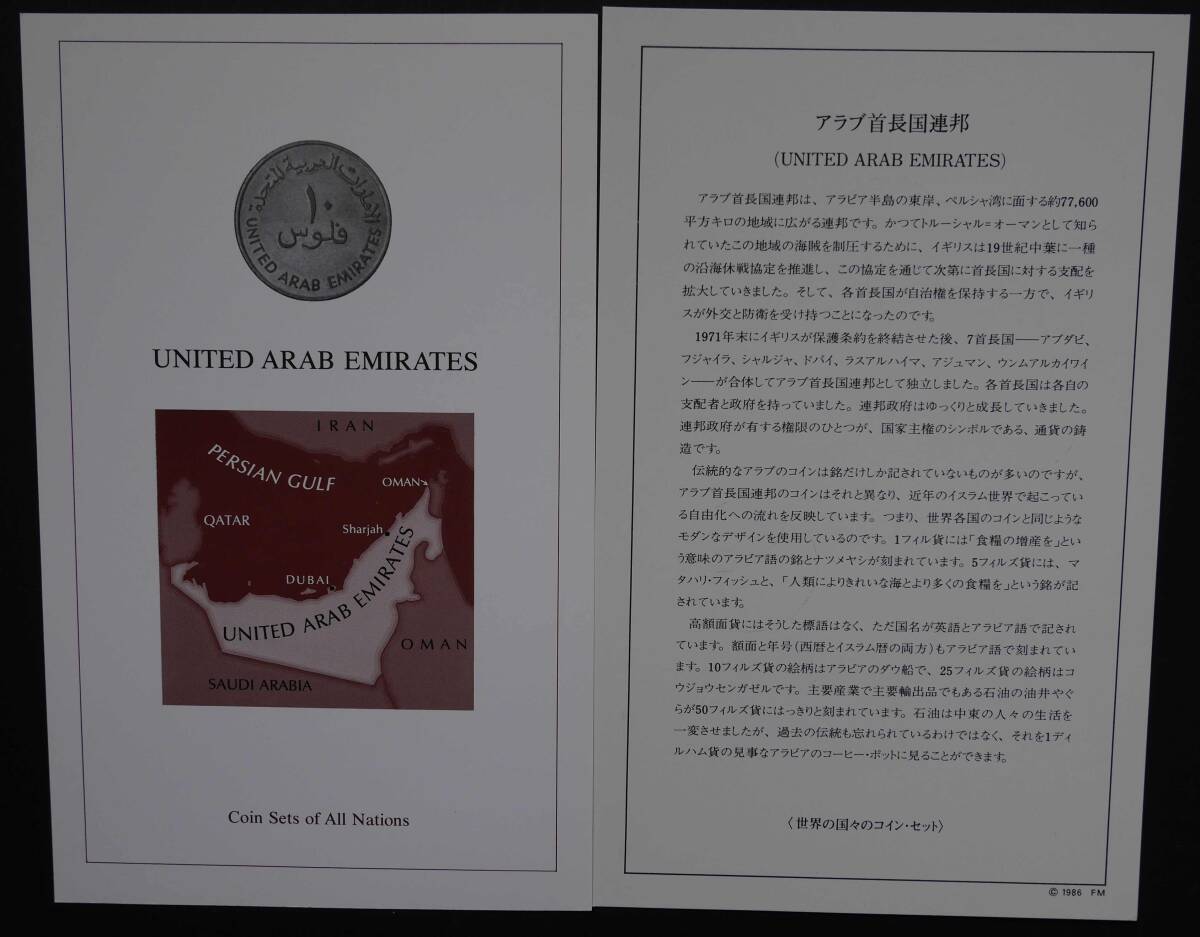 الإمارات العربية المتحدة
١٠
فلوس
UNITED ARAB EMIRATES
UNITED ARAB EMIRATES
IRAN
PERSIAN GULF
OMAN
QATAR
Sharjah
DUBAI
UNITED ARAB EMIRATES
OMAN
SAUDI ARABIA
Coin Sets of All Nations
アラブ首長国連邦
(UNITED ARAB EMIRATES)
アラブ首長国連邦は、アラビア半島の東岸、ペルシャ湾に面する約77,600
平方キロの地域に広がる連邦です。かつてトルーシャル=オーマンとして知ら
れていたこの地域の海賊を制圧するために、イギリスは19世紀中葉に一種
の沿海休戦協定を推進し、この協定を通じて次第に首長国に対する支配を
拡大していきました。そして、各首長国が自治権を保持する一方で、イギリ
スが外交と防衛を受け持つことになったのです。
1971年末にイギリスが保護条約を終結させた後、7首長国――アブダビ、
フジャイラ、シャルジャ、ドバイ、ラスアルハイマ、アジュマン、ウンムアルカイワイ
ン――が合体してアラブ首長国連邦として独立しました。各首長国は各自の
支配者と政府を持っていました。連邦政府はゆっくりと成長していきました。
連邦政府が有する権限のひとつが、国家主権のシンボルである、通貨の鋳
造です。
伝統的なアラブのコインは銘だけしか記されていないものが多いのですが、
アラブ首長国連邦のコインはそれと異なり、近年のイスラム世界で起こってい
る自由化への流れを反映しています。つまり、世界各国のコインと同じような
モダンなデザインを使用しているのです。1フィル貨には「食糧の増産を」とい
う意味のアラビア語の銘とナツメヤシが刻まれています。5フィルズ貨には、マ
タハリ・フィッシュと、「人類によりきれいな海とより多くの食糧を」という銘が記
されています。
高額面貨にはそうした標語はなく、ただ国名が英語とアラビア語で記され
ています。額面と年号(西暦とイスラム暦の両方)もアラビア語で刻まれてい
ます。10フィルズ貨の絵柄はアラビアのダウ船で、25フィルズ貨の絵柄はコ
ウジョウセンガゼルです。主要産業で主要輸出品でもある石油の油井やぐ
らが50フィルズ貨にはっきりと刻まれています。石油は中東の人々の生活を
一変させましたが、過去の伝統も忘れられているわけではなく、それを1ディ
ルハム貨の見事なアラビアのコーヒー・ポットに見ることができます。
〈世界の国々のコイン・セット〉
© 1986 FM